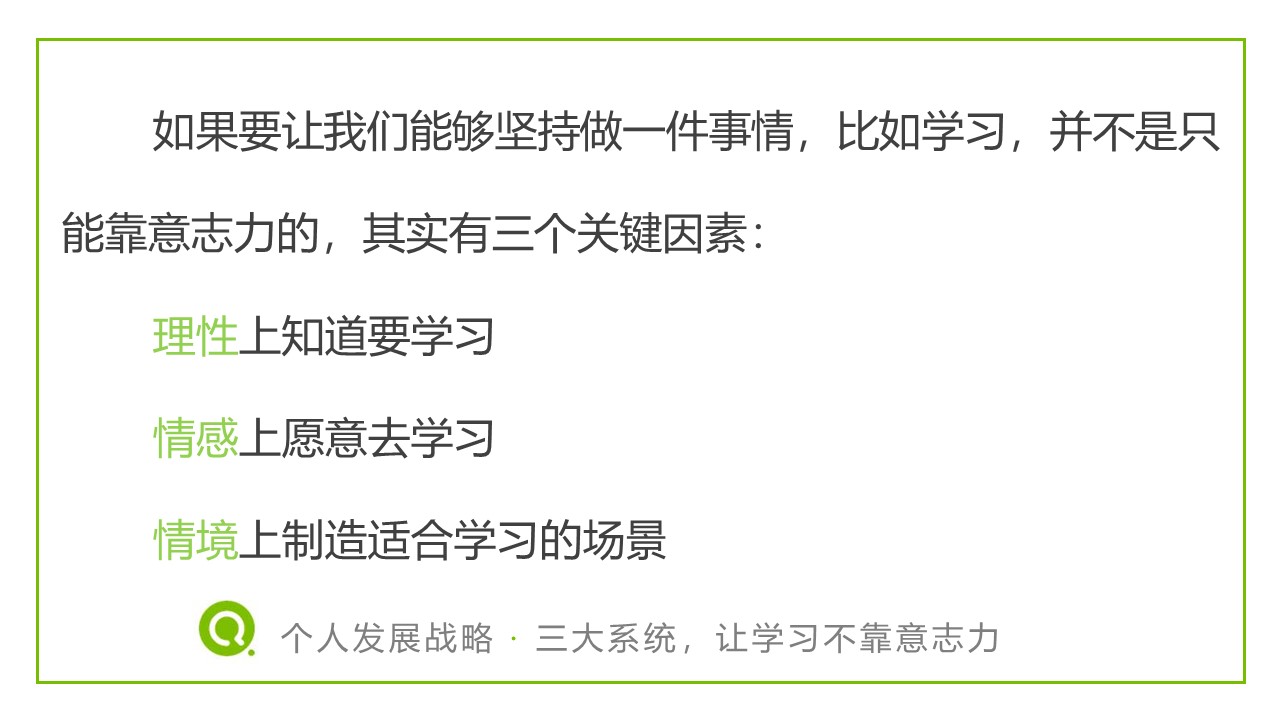 如果要让我们能够坚持做一件事情，比如学习，并不是只
能靠意志力的，其实有三个关键因素：
理性上知道要学习
情感上愿意去学习
情境上制造适合学习的场景
个人发展战略 · 三大系统，让学习不靠意志力